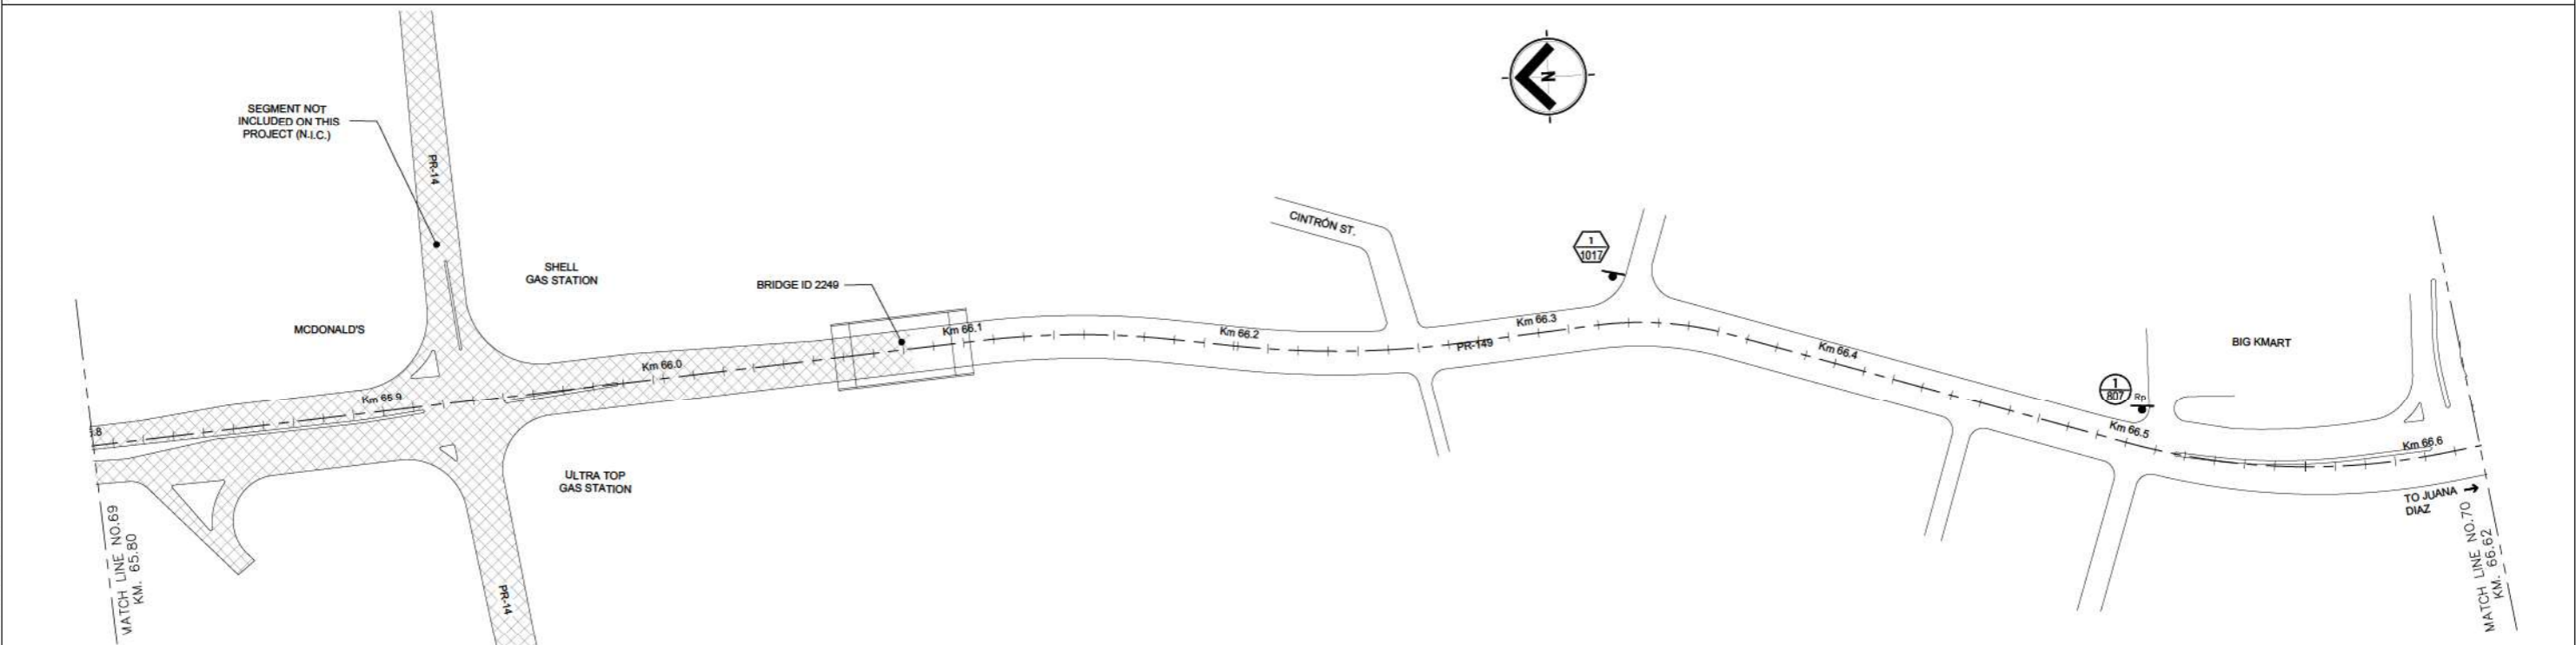 SEGMENT NOT
INCLUDED ON THIS
PROJECT (N.I.C.)
PR-14
N
SHELL
GAS STATION
MCDONALD'S
BRIDGE ID 2249
CINTRÓN ST.
1
1017
BIG KMART
1
807
Rp
Km 65.9
Km 66.0
Km 66.1
Km 66.2
PR-149
Km 66.3
Km 66.4
Km 66.5
Km 66.6
ULTRA TOP
GAS STATION
PR-14
TO JUANA
DIAZ
MATCH LINE NO.69
KM. 65.80
MATCH LINE NO.70
KM. 66.62